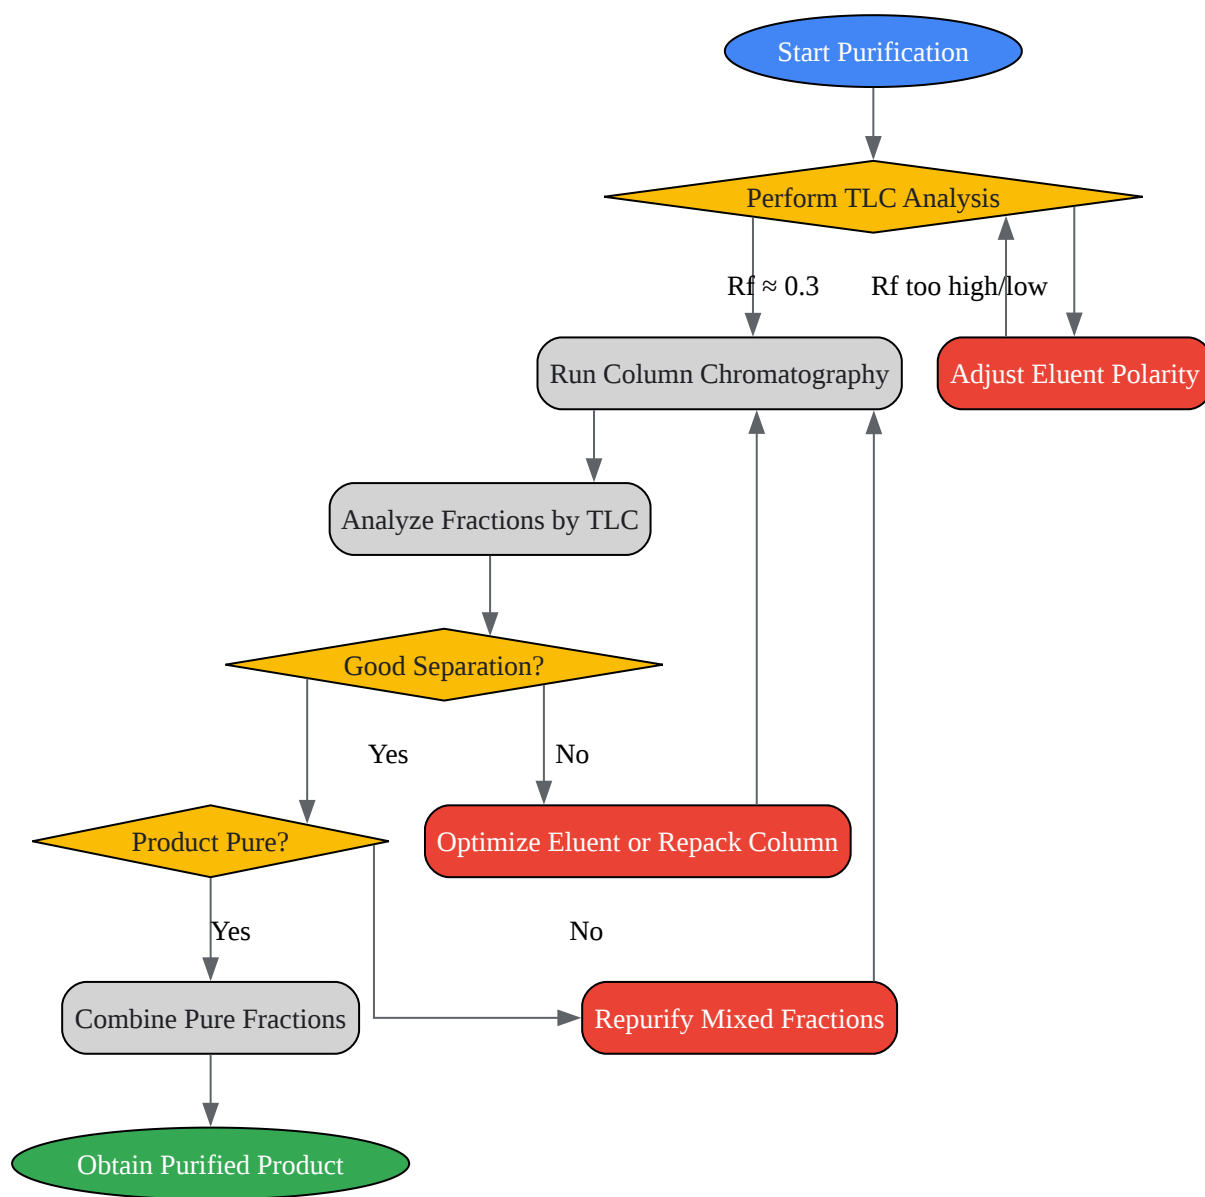 Start Purification
Perform TLC Analysis
Rf ≈ 0.3
Rf too high/low
Run Column Chromatography
Adjust Eluent Polarity
Analyze Fractions by TLC
Good Separation?
Yes
No
Product Pure?
Optimize Eluent or Repack Column
Yes
No
Combine Pure Fractions
Repurify Mixed Fractions
Obtain Purified Product